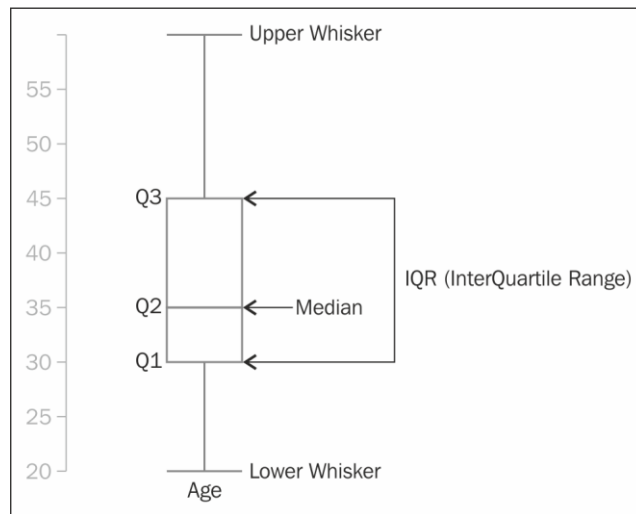 Upper Whisker
55
50
Q3
45
40
IQR (InterQuartile Range)
Q2
35
Median
Q1
30
25
20
Lower Whisker
Age